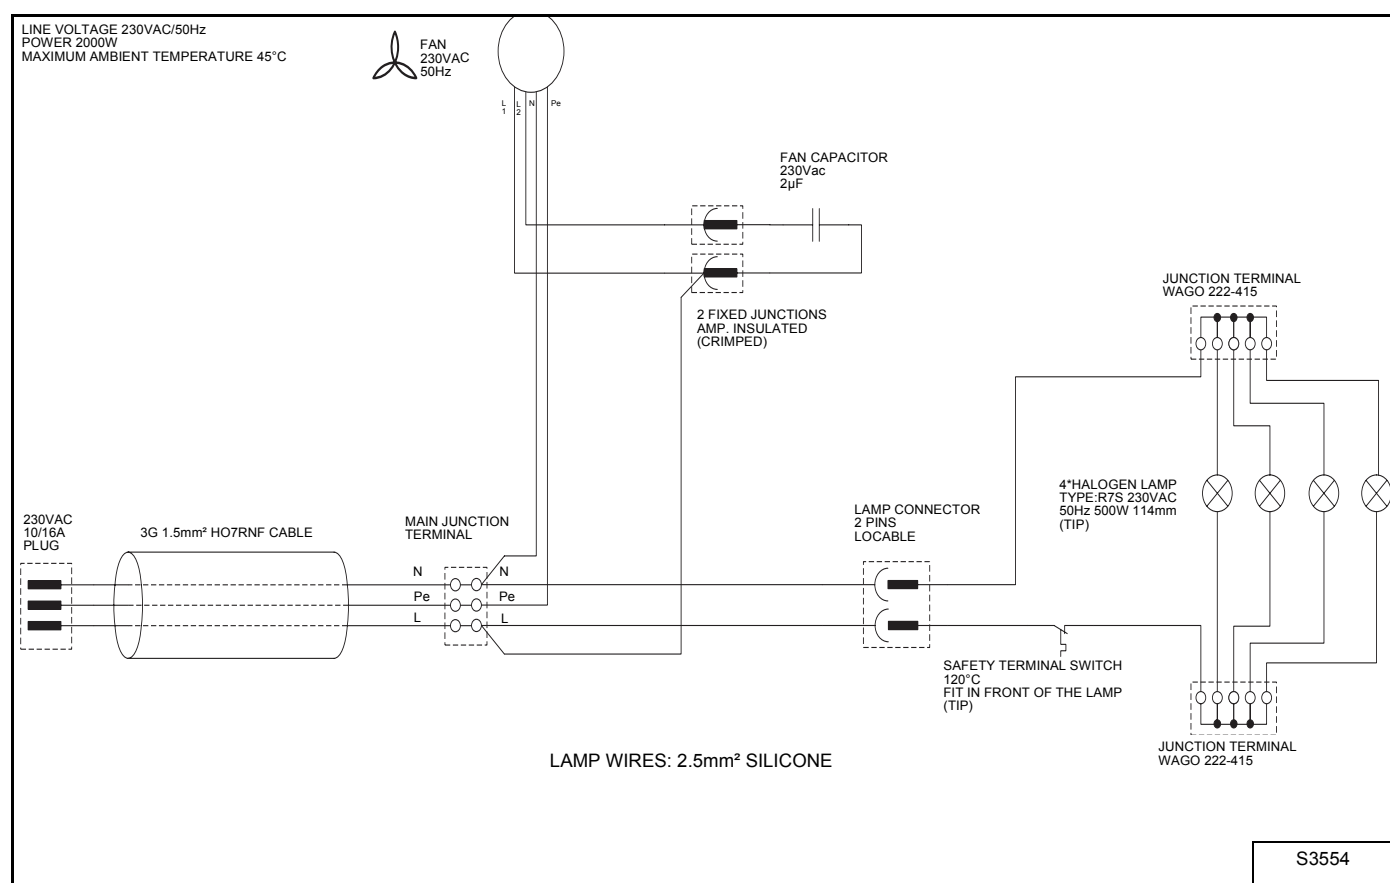 LINE VOLTAGE 230VAC/50Hz
POWER 2000W
MAXIMUM AMBIENT TEMPERATURE 45°C
FAN
230VAC
50Hz
L1
L2
N
Pe
FAN CAPACITOR
230Vac
2µF
2 FIXED JUNCTIONS
AMP. INSULATED
(CRIMPED)
JUNCTION TERMINAL
WAGO 222-415
4*HALOGEN LAMP
TYPE:R7S 230VAC
50Hz 500W 114mm
(TIP)
230VAC
10/16A
PLUG
3G 1.5mm² HO7RNF CABLE
MAIN JUNCTION
TERMINAL
N
N
Pe
Pe
L
L
LAMP CONNECTOR
2 PINS
LOCABLE
SAFETY TERMINAL SWITCH
120°C
FIT IN FRONT OF THE LAMP
(TIP)
JUNCTION TERMINAL
WAGO 222-415
LAMP WIRES: 2.5mm² SILICONE
S3554